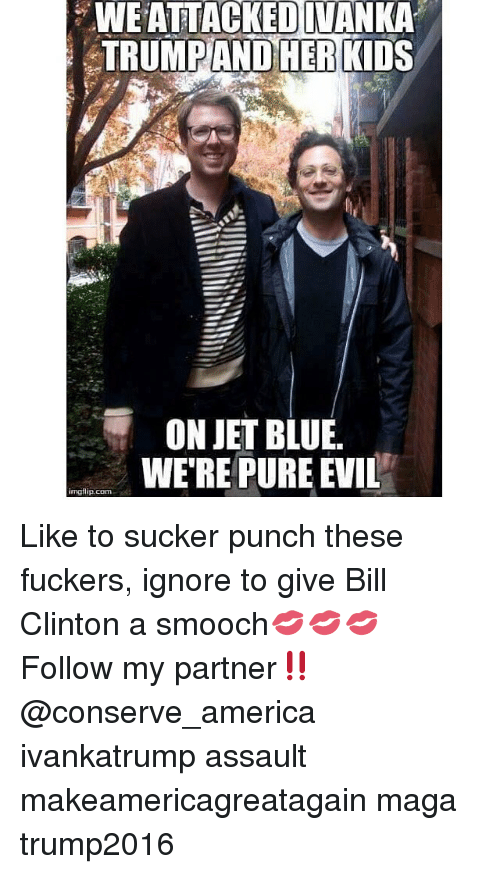 WE ATTACKED IVANKA
TRUMP AND HER KIDS
ON JET BLUE.
WE'RE PURE EVIL
imgflip.com
Like to sucker punch these
fuckers, ignore to give Bill
Clinton a smooch💋💋💋
Follow my partner‼️
@conserve_america
ivankatrump assault
makeamericagreatagain maga
trump2016